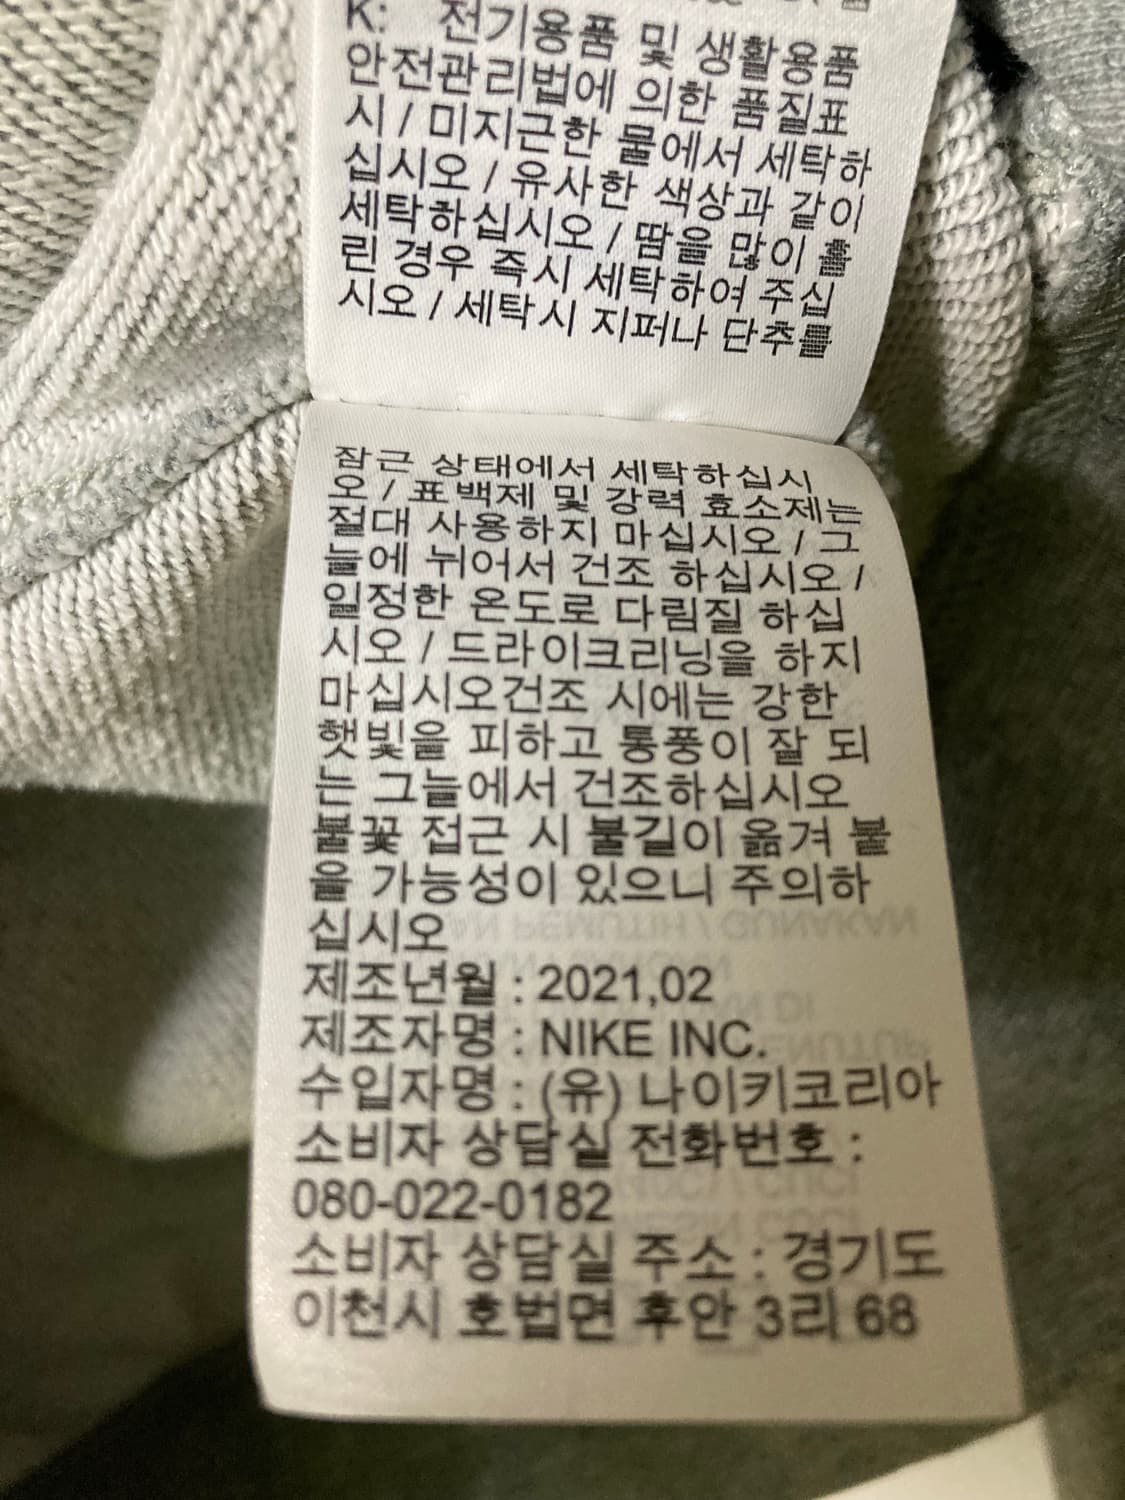 K: 전기용품 및 생활용품
안전관리법에 의한 품질표
시 / 미지근한 물에서 세탁하
십시오 / 유사한 색상과 같이
세탁하십시오 / 땀을 많이 흘
린 경우 즉시 세탁하여 주십
시오 / 세탁시 지퍼나 단추를
잠근 상태에서 세탁하십시
오 / 표백제 및 강력 효소제는
절대 사용하지 마십시오 / 그
늘에 뉘어서 건조 하십시오 /
일정한 온도로 다림질 하십
시오 / 드라이크리닝을 하지
마십시오건조 시에는 강한
햇빛을 피하고 통풍이 잘 되
는 그늘에서 건조하십시오
불꽃 접근 시 불길이 옮겨 붙
을 가능성이 있으니 주의하
십시오
제조년월 : 2021,02
제조자명 : NIKE INC.
수입자명 : (유) 나이키코리아
소비자 상담실 전화번호 :
080-022-0182
소비자 상담실 주소 : 경기도
이천시 호법면 후안 3리 68